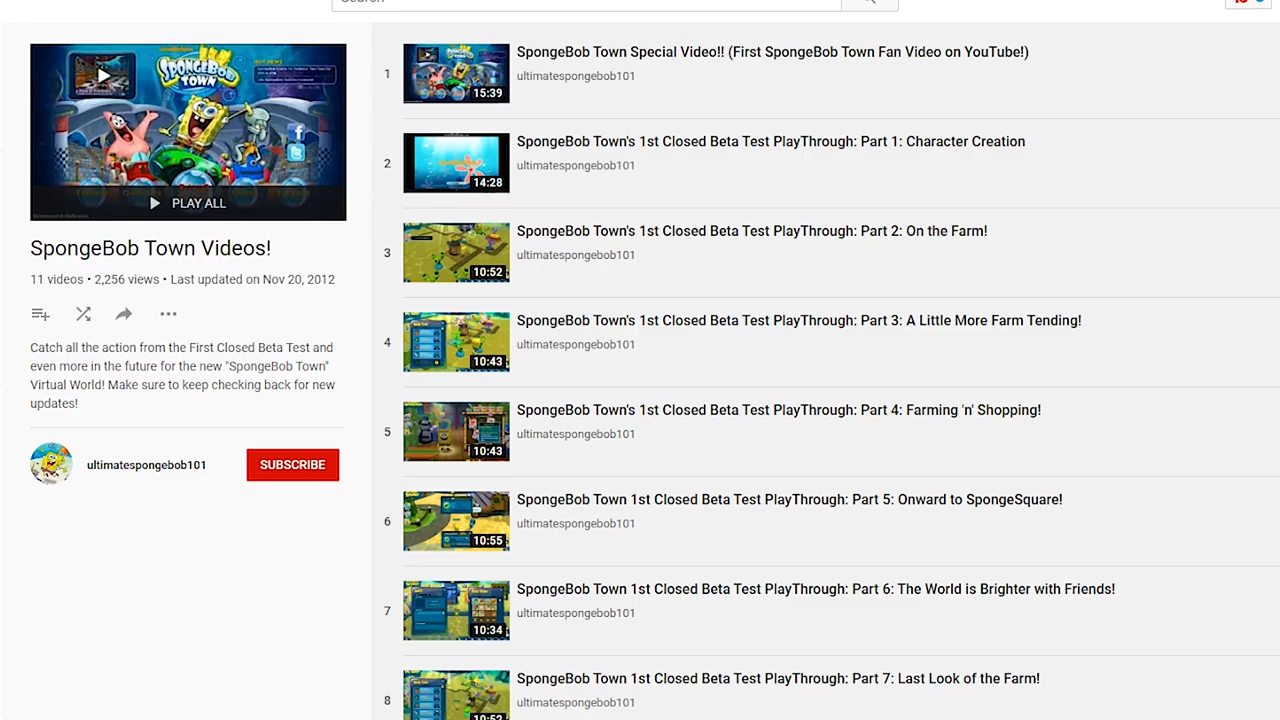 Search
SPONGEBOB
TOWN
PLAY ALL
SpongeBob Town Videos!
11 videos • 2,256 views • Last updated on Nov 20, 2012
Catch all the action from the First Closed Beta Test and
even more in the future for the new "SpongeBob Town"
Virtual World! Make sure to keep checking back for new
updates!
ultimatespongebob101
SUBSCRIBE
1
15:39
SpongeBob Town Special Video!! (First SpongeBob Town Fan Video on YouTube!)
ultimatespongebob101
2
14:28
SpongeBob Town's 1st Closed Beta Test PlayThrough: Part 1: Character Creation
ultimatespongebob101
3
10:52
SpongeBob Town's 1st Closed Beta Test PlayThrough: Part 2: On the Farm!
ultimatespongebob101
4
10:43
SpongeBob Town's 1st Closed Beta Test PlayThrough: Part 3: A Little More Farm Tending!
ultimatespongebob101
5
10:43
SpongeBob Town's 1st Closed Beta Test PlayThrough: Part 4: Farming 'n' Shopping!
ultimatespongebob101
6
10:55
SpongeBob Town 1st Closed Beta Test PlayThrough: Part 5: Onward to SpongeSquare!
ultimatespongebob101
7
10:34
SpongeBob Town 1st Closed Beta Test PlayThrough: Part 6: The World is Brighter with Friends!
ultimatespongebob101
8
10:52
SpongeBob Town 1st Closed Beta Test PlayThrough: Part 7: Last Look of the Farm!
ultimatespongebob101